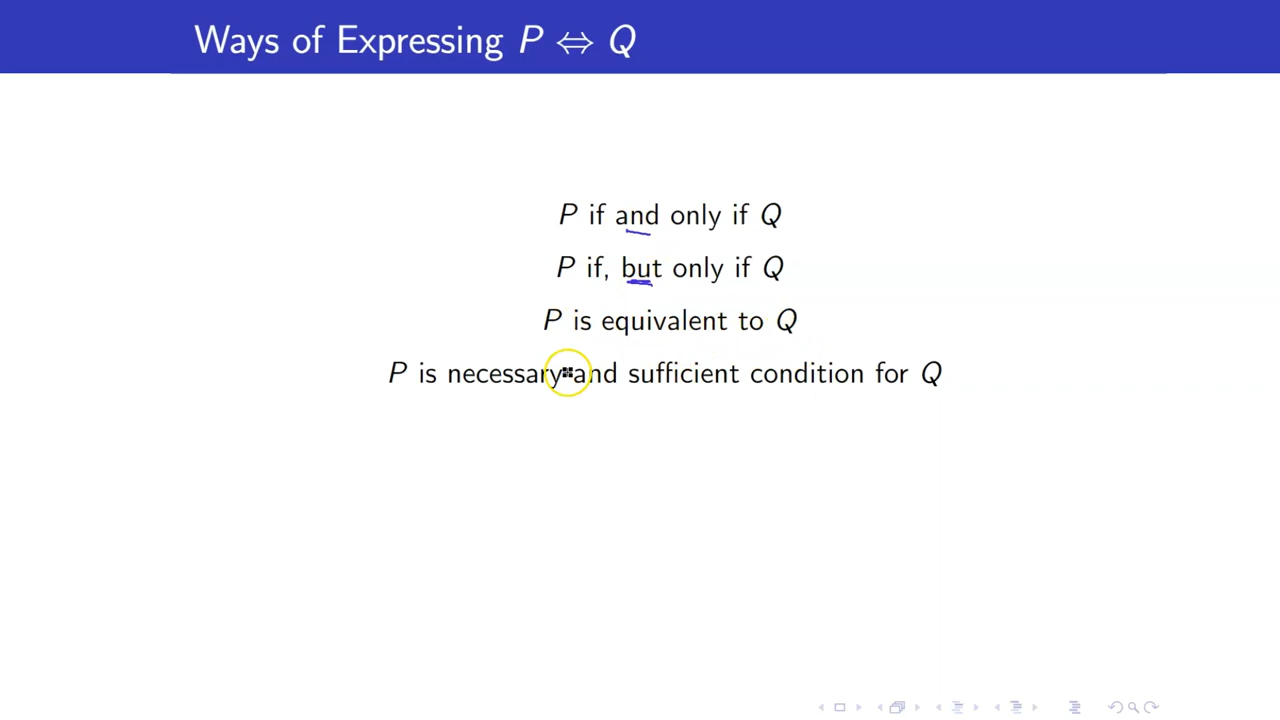 Ways of Expressing P ⇔ Q
P if and only if Q
P if, but only if Q
P is equivalent to Q
P is necessary and sufficient condition for Q